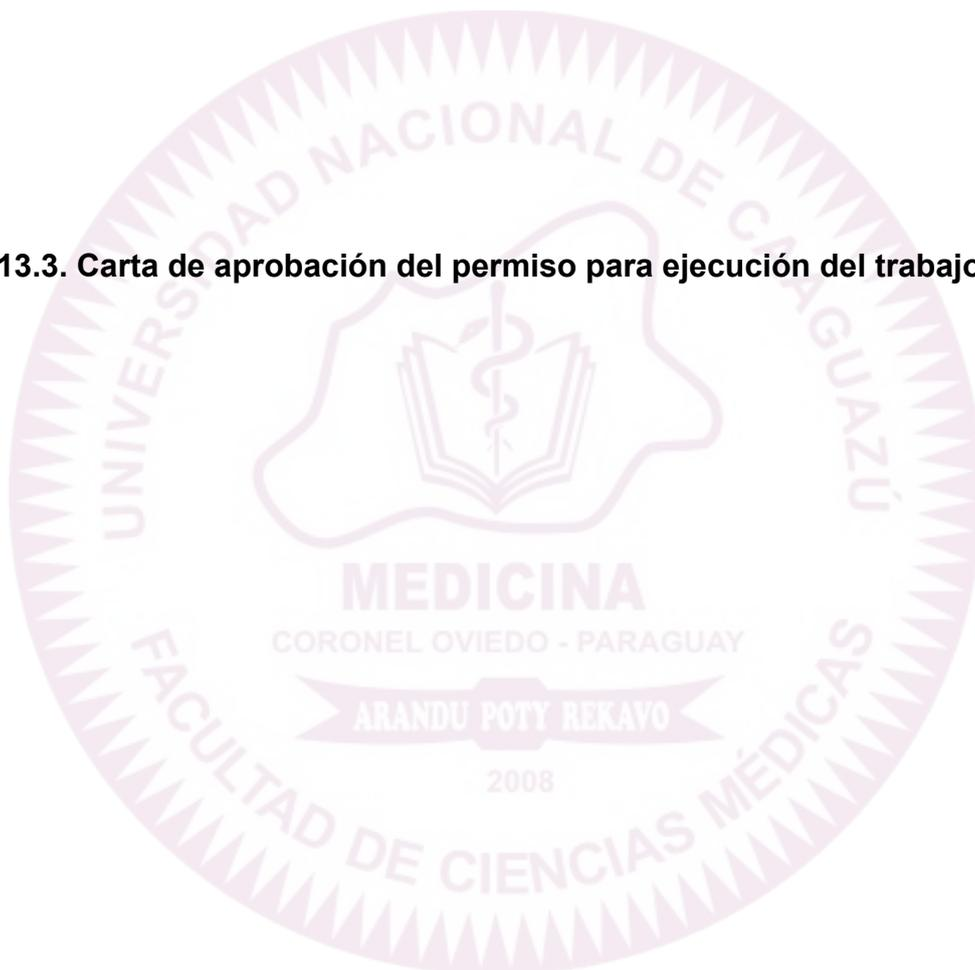 UNIVERSIDAD NACIONAL DE CAAGUAZÚ
13.3. Carta de aprobación del permiso para ejecución del trabajo
MEDICINA
CORONEL OVIEDO - PARAGUAY
ARANDU POTY REKAVO
2008
FACULTAD DE CIENCIAS MÉDICAS